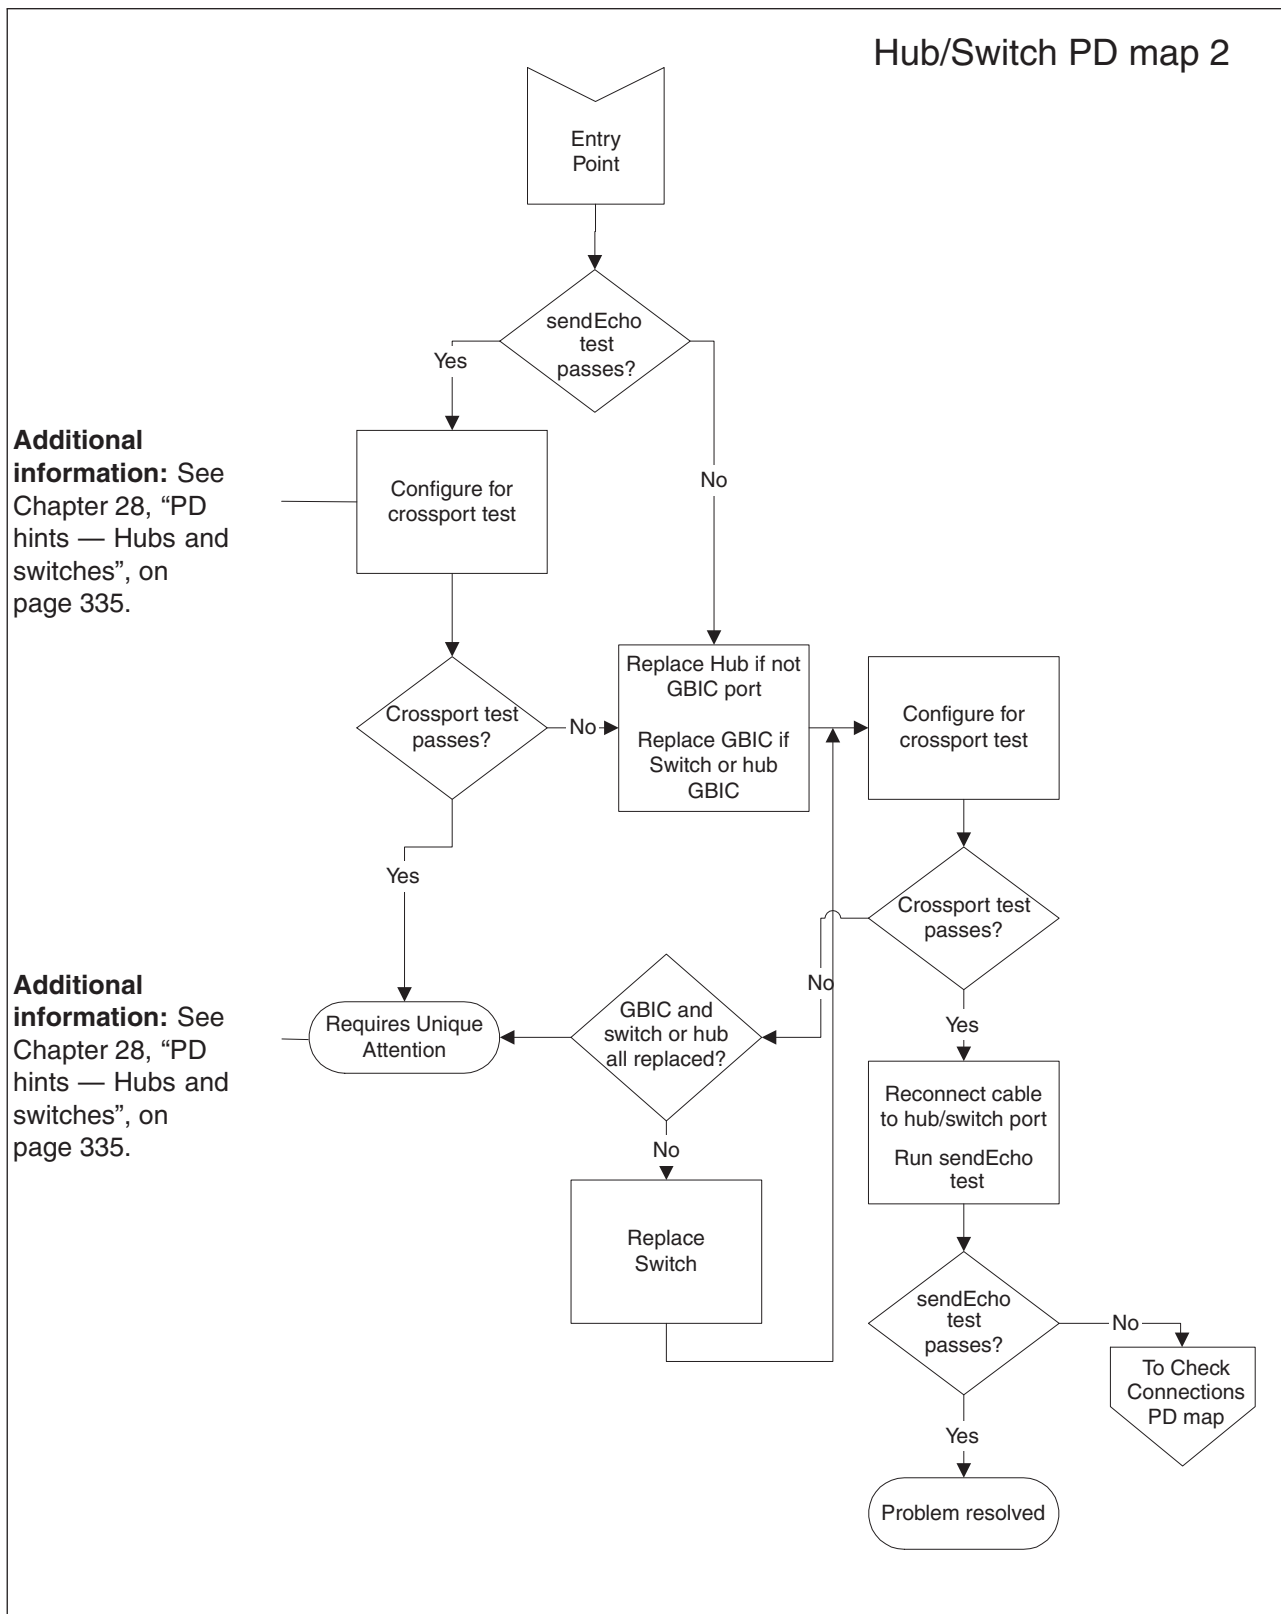 Hub/Switch PD map 2
Entry
Point
sendEcho
test
passes?
Yes
No
Additional
information: See
Chapter 28, “PD
hints — Hubs and
switches”, on
page 335.
Configure for
crossport test
Crossport test
passes?
No
Yes
Replace Hub if not
GBIC port
Replace GBIC if
Switch or hub
GBIC
Configure for
crossport test
Crossport test
passes?
No
Yes
Additional
information: See
Chapter 28, “PD
hints — Hubs and
switches”, on
page 335.
Requires Unique
Attention
GBIC and
switch or hub
all replaced?
No
Replace
Switch
Reconnect cable
to hub/switch port
Run sendEcho
test
sendEcho
test
passes?
No
To Check
Connections
PD map
Yes
Problem resolved